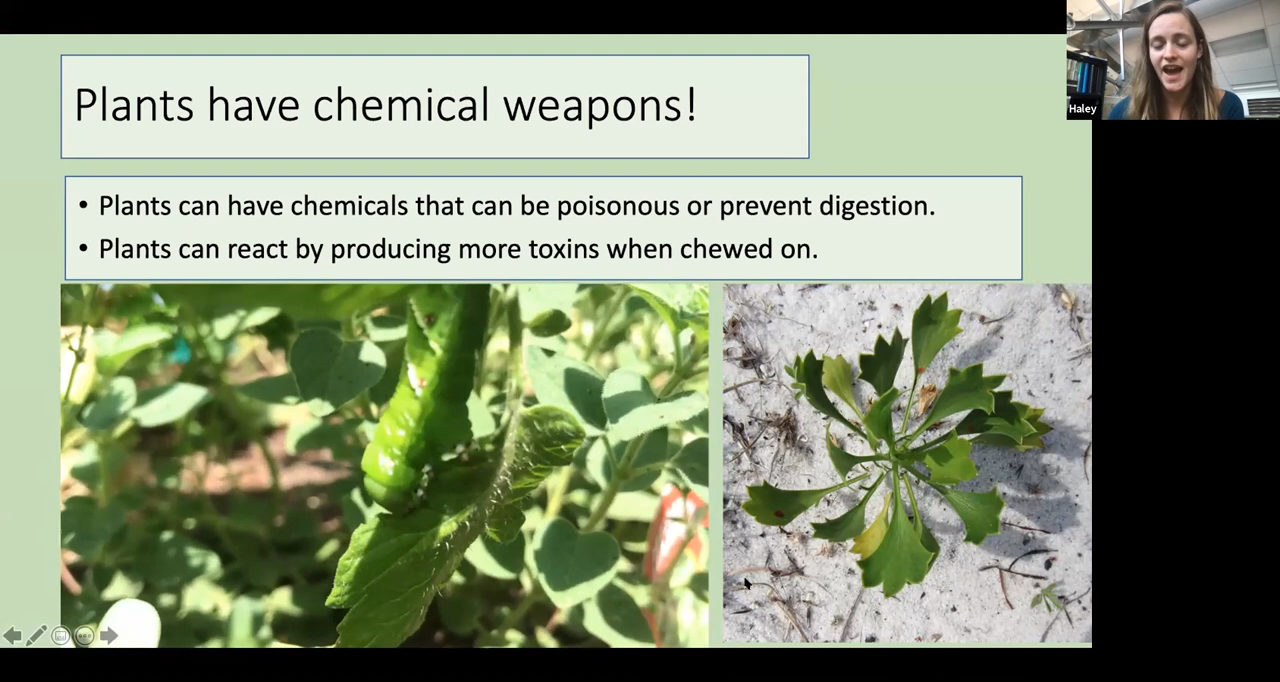 Plants have chemical weapons!
• Plants can have chemicals that can be poisonous or prevent digestion.
• Plants can react by producing more toxins when chewed on.
Haley